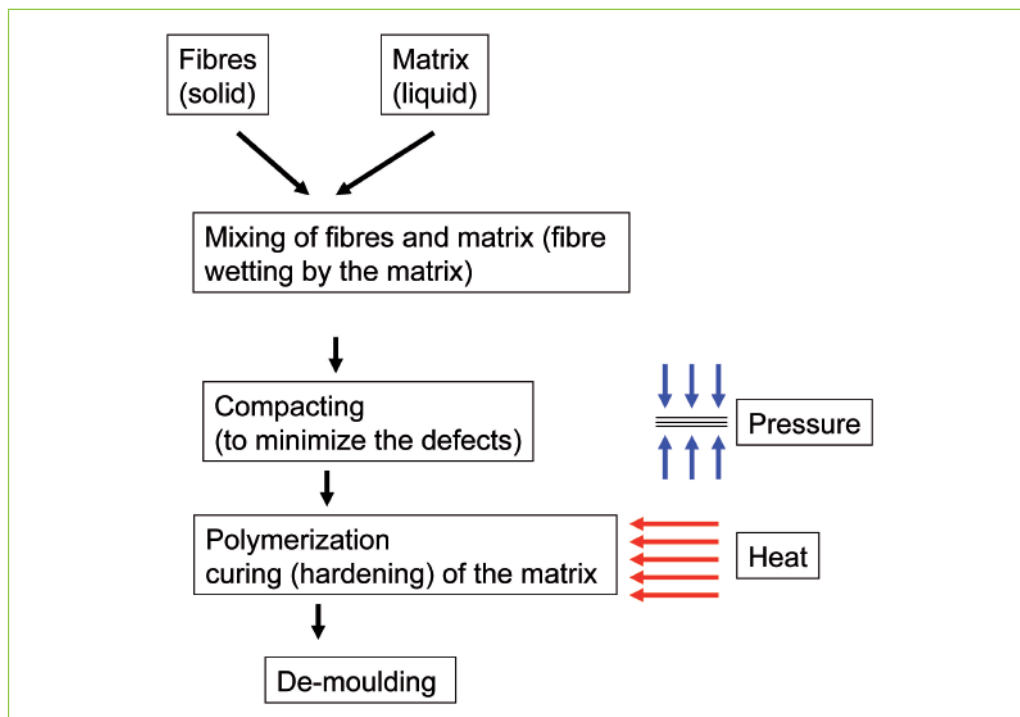 Fibres
(solid)
Matrix
(liquid)
Mixing of fibres and matrix (fibre
wetting by the matrix)
Compacting
(to minimize the defects)
Pressure
Polymerization
curing (hardening) of the matrix
Heat
De-moulding